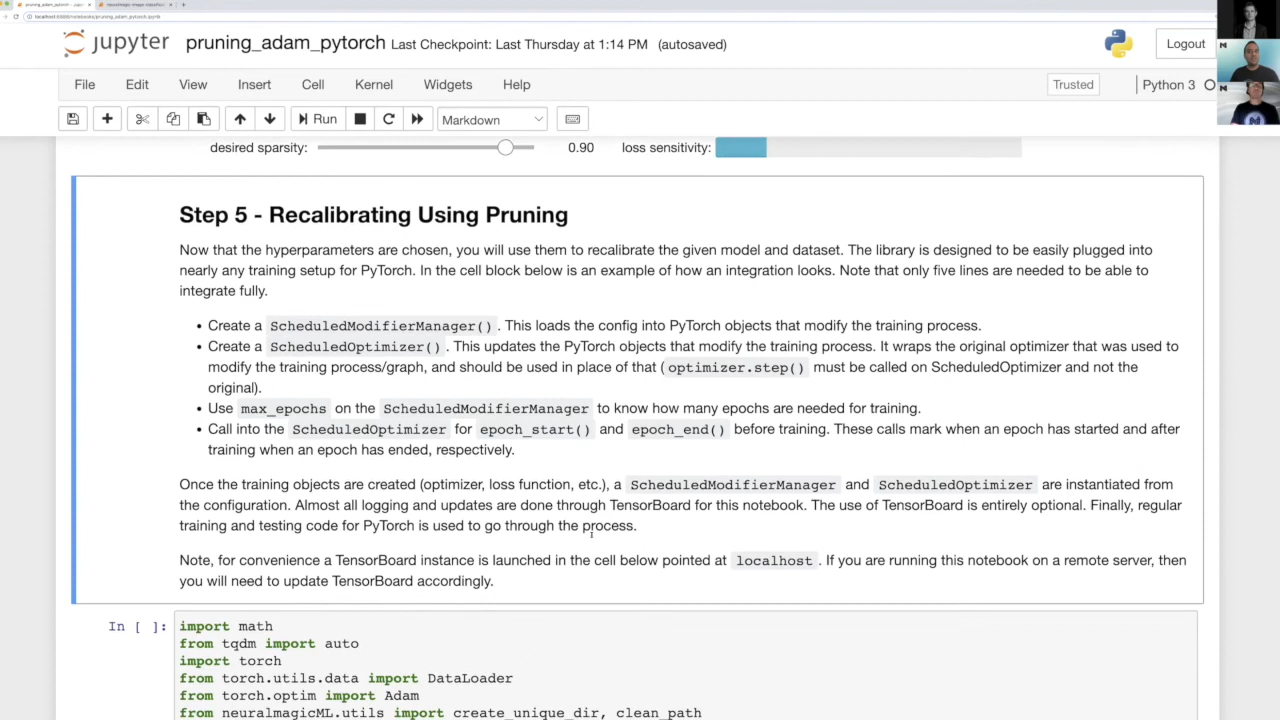 pruning_adam_pytorch - Jupyter
neuralmagic-image-classific
localhost:8888/notebooks/pruning_adam_pytorch.ipynb
jupyter pruning_adam_pytorch Last Checkpoint: Last Thursday at 1:14 PM (autosaved)
Logout
File Edit View Insert Cell Kernel Widgets Help
Trusted
Python 3
Run
Markdown
desired sparsity: 0.90 loss sensitivity:
Step 5 - Recalibrating Using Pruning
Now that the hyperparameters are chosen, you will use them to recalibrate the given model and dataset. The library is designed to be easily plugged into
nearly any training setup for PyTorch. In the cell block below is an example of how an integration looks. Note that only five lines are needed to be able to
integrate fully.
• Create a ScheduledModifierManager() . This loads the config into PyTorch objects that modify the training process.
• Create a ScheduledOptimizer() . This updates the PyTorch objects that modify the training process. It wraps the original optimizer that was used to
modify the training process/graph, and should be used in place of that ( optimizer.step() must be called on ScheduledOptimizer and not the
original).
• Use max_epochs on the ScheduledModifierManager to know how many epochs are needed for training.
• Call into the ScheduledOptimizer for epoch_start() and epoch_end() before training. These calls mark when an epoch has started and after
training when an epoch has ended, respectively.
Once the training objects are created (optimizer, loss function, etc.), a ScheduledModifierManager and ScheduledOptimizer are instantiated from
the configuration. Almost all logging and updates are done through TensorBoard for this notebook. The use of TensorBoard is entirely optional. Finally, regular
training and testing code for PyTorch is used to go through the process.
Note, for convenience a TensorBoard instance is launched in the cell below pointed at localhost . If you are running this notebook on a remote server, then
you will need to update TensorBoard accordingly.
In [ ]: import math
from tqdm import auto
import torch
from torch.utils.data import DataLoader
from torch.optim import Adam
from neuralmagicML.utils import create_unique_dir, clean_path